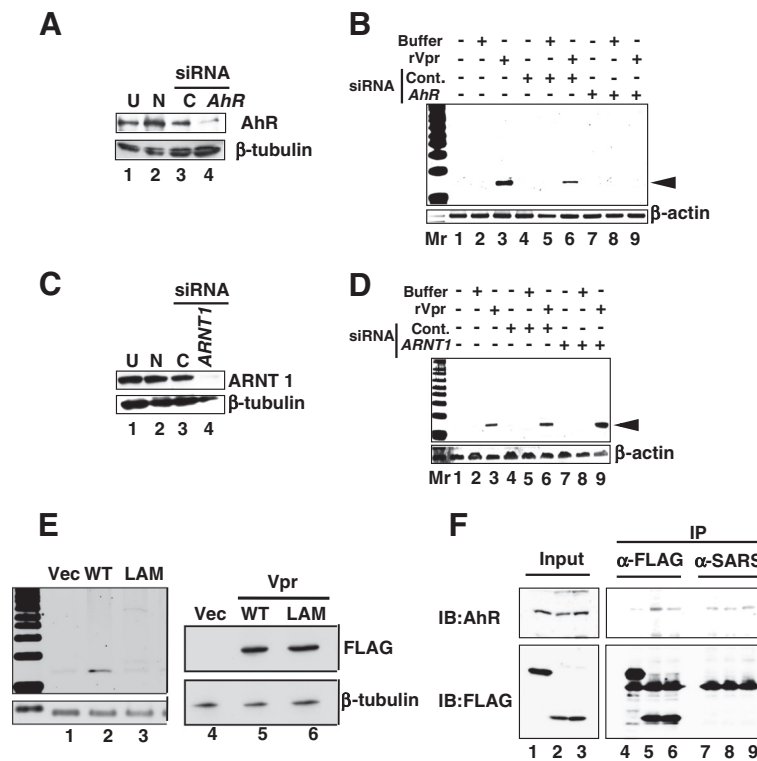 A
siRNA
U N C AhR
AhR
β-tubulin
1 2 3 4
B
Buffer - + - - + - - + -
rVpr - - + - - + - - +
siRNA
Cont. - - - + + + - - -
AhR - - - - - - + + +
β-actin
Mr 1 2 3 4 5 6 7 8 9
C
siRNA
U N C ARNT1
ARNT 1
β-tubulin
1 2 3 4
D
Buffer - + - - + - - + -
rVpr - - + - - + - - +
siRNA
Cont. - - - + + + - - -
ARNT1 - - - - - - + + +
β-actin
Mr 1 2 3 4 5 6 7 8 9
E
Vec WT LAM
1 2 3
Vpr
Vec WT LAM
FLAG
β-tubulin
4 5 6
F
IP
Input α-FLAG α-SARS
IB:AhR
IB:FLAG
1 2 3 4 5 6 7 8 9